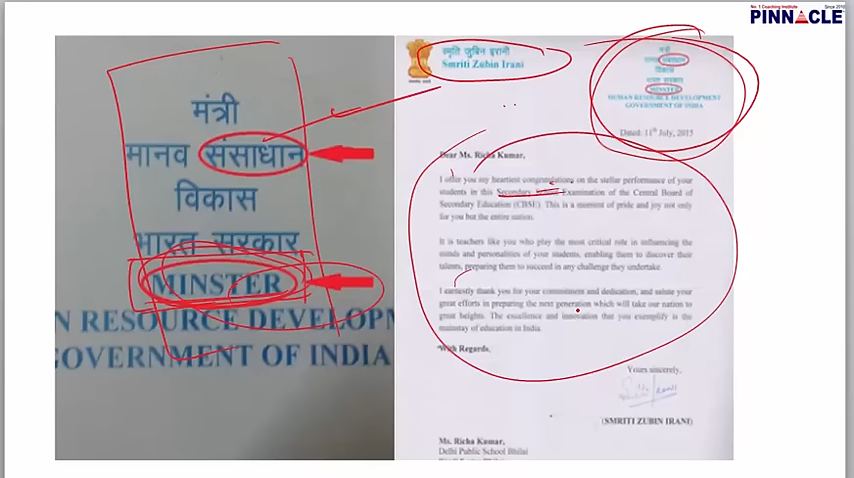 No. 1 Coaching Institute Since 2010
PINNACLE
मंत्री
मानव संसाधान
विकास
भारत सरकार
MINSTER
N RESOURCE DEVELOPM
GOVERNMENT OF INDIA
स्मृति जुबिन इरानी
Smriti Zubin Irani
मंत्री
मानव संसाधान
विकास
भारत सरकार
MINSTER
HUMAN RESOURCE DEVELOPMENT
GOVERNMENT OF INDIA
Dated: 11th July, 2015
Dear Ms. Richa Kumar,
I offer you my heartiest congratulations on the stellar performance of your
students in this Secondary Examination of the Central Board of
Secondary Education (CBSE). This is a moment of pride and joy not only
for you but the entire nation.
It is teachers like you who play the most critical role in influencing the
minds and personalities of your students, enabling them to discover their
talents, preparing them to succeed in any challenge they undertake.
I earnestly thank you for your commitment and dedication, and salute your
great efforts in preparing the next generation which will take our nation to
great heights. The excellence and innovation that you exemplify is the
mainstay of education in India.
With Regards,
Yours sincerely,
(SMRITI ZUBIN IRANI)
Ms. Richa Kumar,
Delhi Public School Bhilai